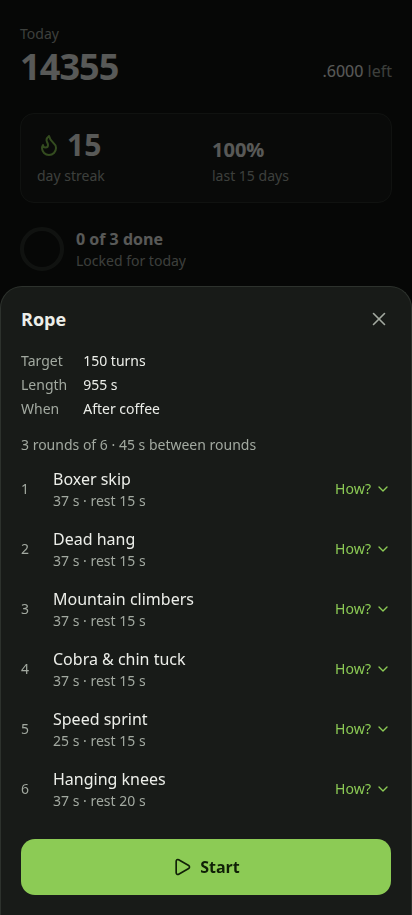 Today
14355
.6000 left
15
day streak
100%
last 15 days
0 of 3 done
Locked for today
Rope
Target 150 turns
Length 955 s
When After coffee
3 rounds of 6 · 45 s between rounds
1 Boxer skip How?
37 s · rest 15 s
2 Dead hang How?
37 s · rest 15 s
3 Mountain climbers How?
37 s · rest 15 s
4 Cobra & chin tuck How?
37 s · rest 15 s
5 Speed sprint How?
25 s · rest 15 s
6 Hanging knees How?
37 s · rest 20 s
Start